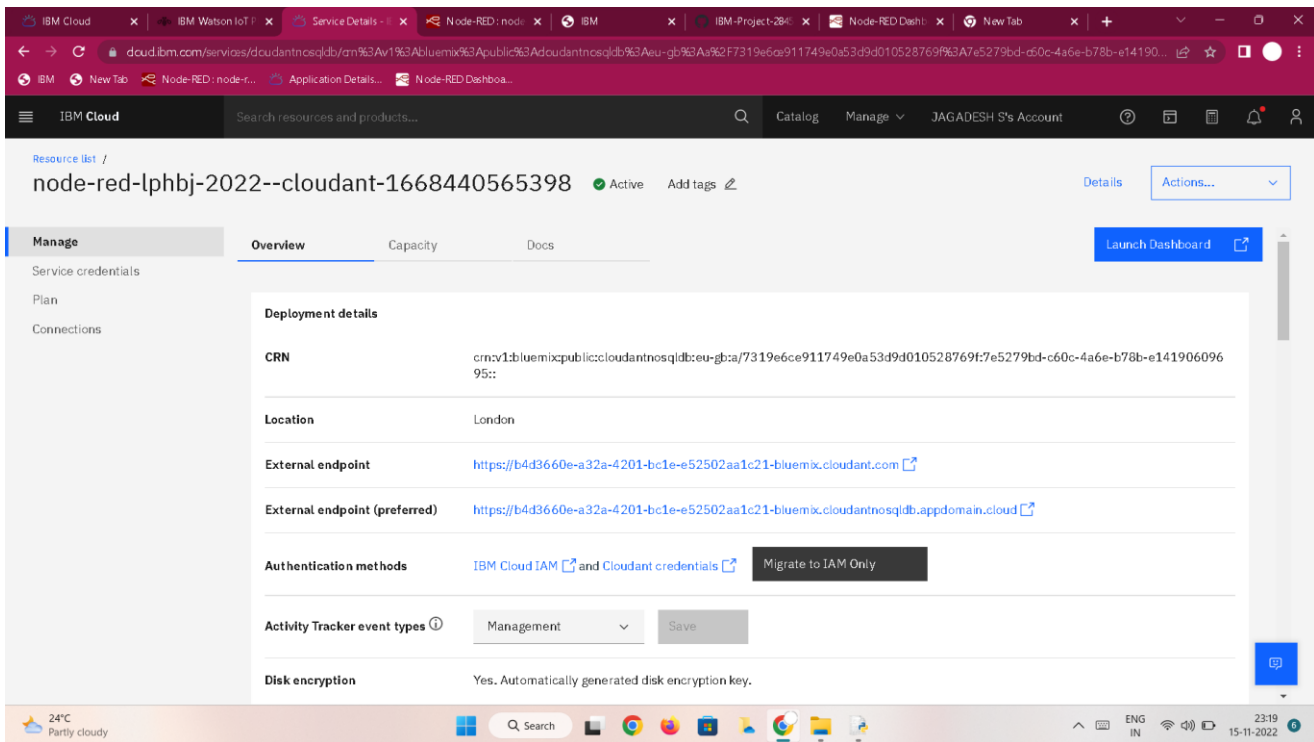 IBM Cloud
IBM Watson IoT P
Service Details - I
Node-RED : node
IBM
IBM-Project-284
Node-RED Dashb
New Tab
IBM
New Tab
Node-RED : node-r...
Application Details...
Node-RED Dashboa...
IBM Cloud
Search resources and products...
Catalog
Manage
JAGADESH S's Account
Resource list /
node-red-lphbj-2022--cloudant-1668440565398
Active
Add tags
Details
Actions...
Manage
Service credentials
Plan
Connections
Overview
Capacity
Docs
Launch Dashboard
Deployment details
CRN
crn:v1:bluemix:public:cloudantnosqldb:eu-gb:a/7319e6ce911749e0a53d9d010528769f:7e5279bd-c60c-4a6e-b78b-e141906096
95::
Location
London
External endpoint
https://b4d3660e-a32a-4201-bc1e-e52502aa1c21-bluemix.cloudant.com
External endpoint (preferred)
https://b4d3660e-a32a-4201-bc1e-e52502aa1c21-bluemix.cloudantnosqldb.appdomain.cloud
Authentication methods
IBM Cloud IAM and Cloudant credentials
Migrate to IAM Only
Activity Tracker event types
Management
Save
Disk encryption
Yes. Automatically generated disk encryption key.
24°C
Partly cloudy
Search
ENG
IN
23:19
15-11-2022
6